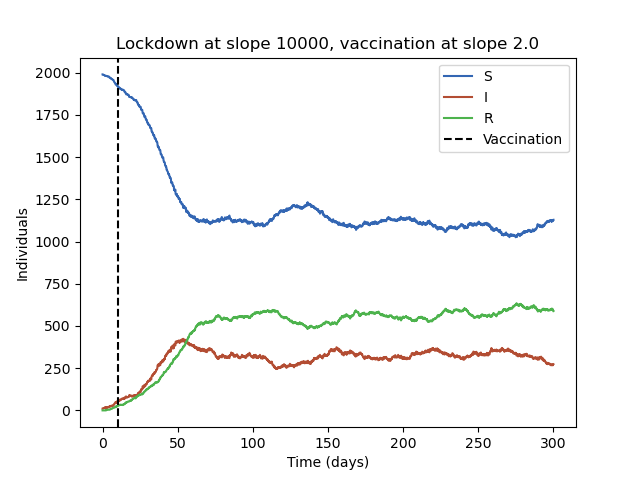 Lockdown at slope 10000, vaccination at slope 2.0
S
I
R
Vaccination
Individuals
2000
1750
1500
1250
1000
750
500
250
0
0 50 100 150 200 250 300
Time (days)